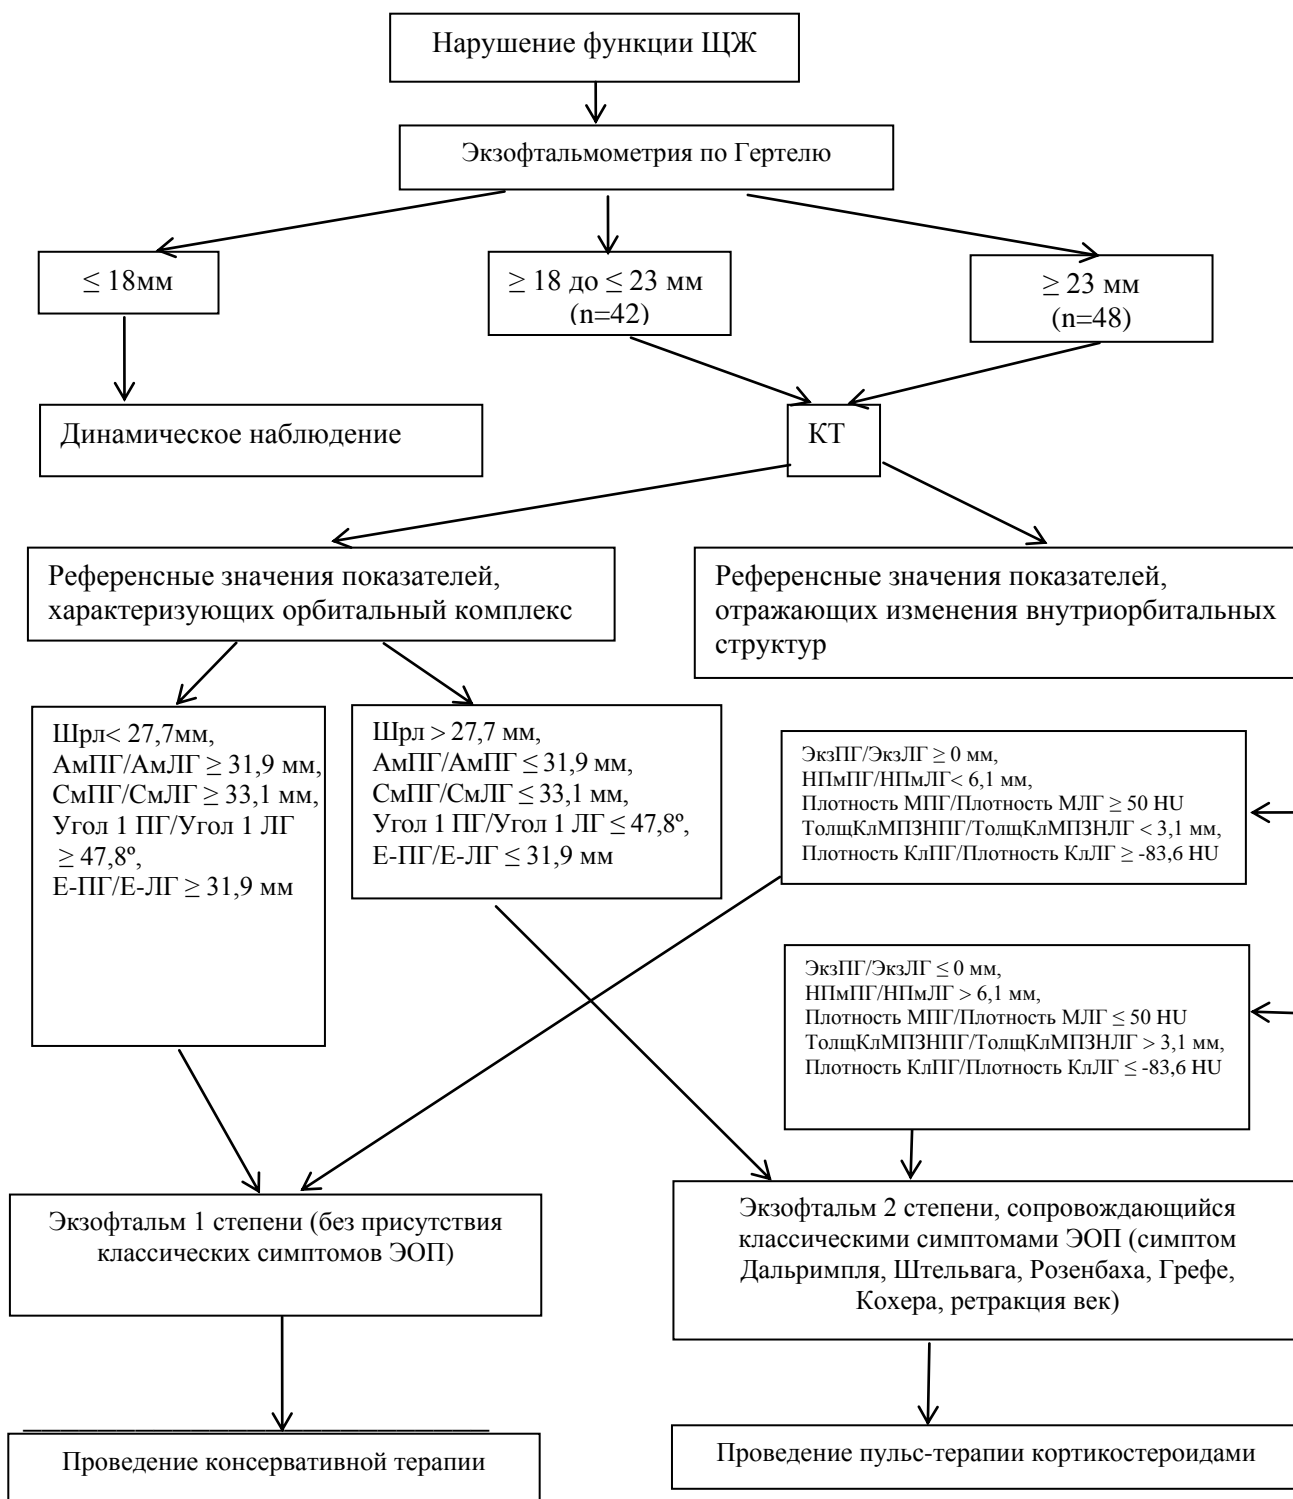 Нарушение функции ЩЖ
Экзофтальмометрия по Гертелю
≤ 18мм
≥ 18 до ≤ 23 мм
(n=42)
≥ 23 мм
(n=48)
Динамическое наблюдение
КТ
Референсные значения показателей,
характеризующих орбитальный комплекс
Референсные значения показателей,
отражающих изменения внутриорбитальных
структур
Шрл< 27,7мм,
АмПГ/АмЛГ ≥ 31,9 мм,
СмПГ/СмЛГ ≥ 33,1 мм,
Угол 1 ПГ/Угол 1 ЛГ
≥ 47,8º,
Е-ПГ/Е-ЛГ ≥ 31,9 мм
Шрл > 27,7 мм,
АмПГ/АмПГ ≤ 31,9 мм,
СмПГ/СмЛГ ≤ 33,1 мм,
Угол 1 ПГ/Угол 1 ЛГ ≤ 47,8º,
Е-ПГ/Е-ЛГ ≤ 31,9 мм
ЭкзПГ/ЭкзЛГ ≥ 0 мм,
НПмПГ/НПмЛГ< 6,1 мм,
Плотность МПГ/Плотность МЛГ ≥ 50 HU
ТолщКлМПЗНПГ/ТолщКлМПЗНЛГ < 3,1 мм,
Плотность КлПГ/Плотность КлЛГ ≥ -83,6 HU
ЭкзПГ/ЭкзЛГ ≤ 0 мм,
НПмПГ/НПмЛГ > 6,1 мм,
Плотность МПГ/Плотность МЛГ ≤ 50 HU
ТолщКлМПЗНПГ/ТолщКлМПЗНЛГ > 3,1 мм,
Плотность КлПГ/Плотность КлЛГ ≤ -83,6 HU
Экзофтальм 1 степени (без присутствия
классических симптомов ЭОП)
Экзофтальм 2 степени, сопровождающийся
классическими симптомами ЭОП (симптом
Дальримпля, Штельвага, Розенбаха, Грефе,
Кохера, ретракция век)
Проведение консервативной терапии
Проведение пульс-терапии кортикостероидами